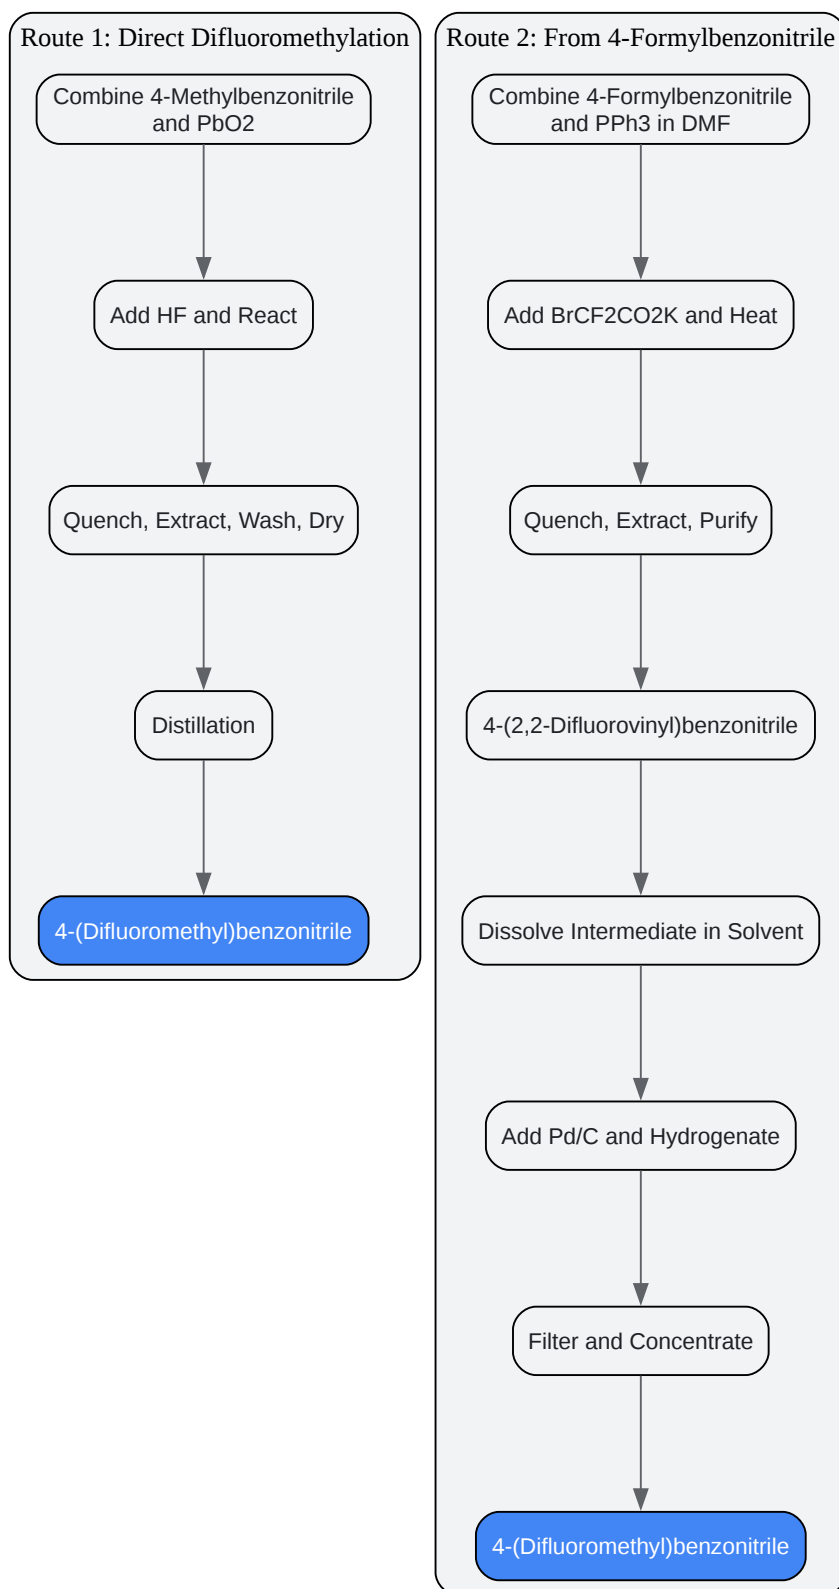 Route 1: Direct Difluoromethylation
Combine 4-Methylbenzonitrile
and PbO2
Add HF and React
Quench, Extract, Wash, Dry
Distillation
4-(Difluoromethyl)benzonitrile
Route 2: From 4-Formylbenzonitrile
Combine 4-Formylbenzonitrile
and PPh3 in DMF
Add BrCF2CO2K and Heat
Quench, Extract, Purify
4-(2,2-Difluorovinyl)benzonitrile
Dissolve Intermediate in Solvent
Add Pd/C and Hydrogenate
Filter and Concentrate
4-(Difluoromethyl)benzonitrile